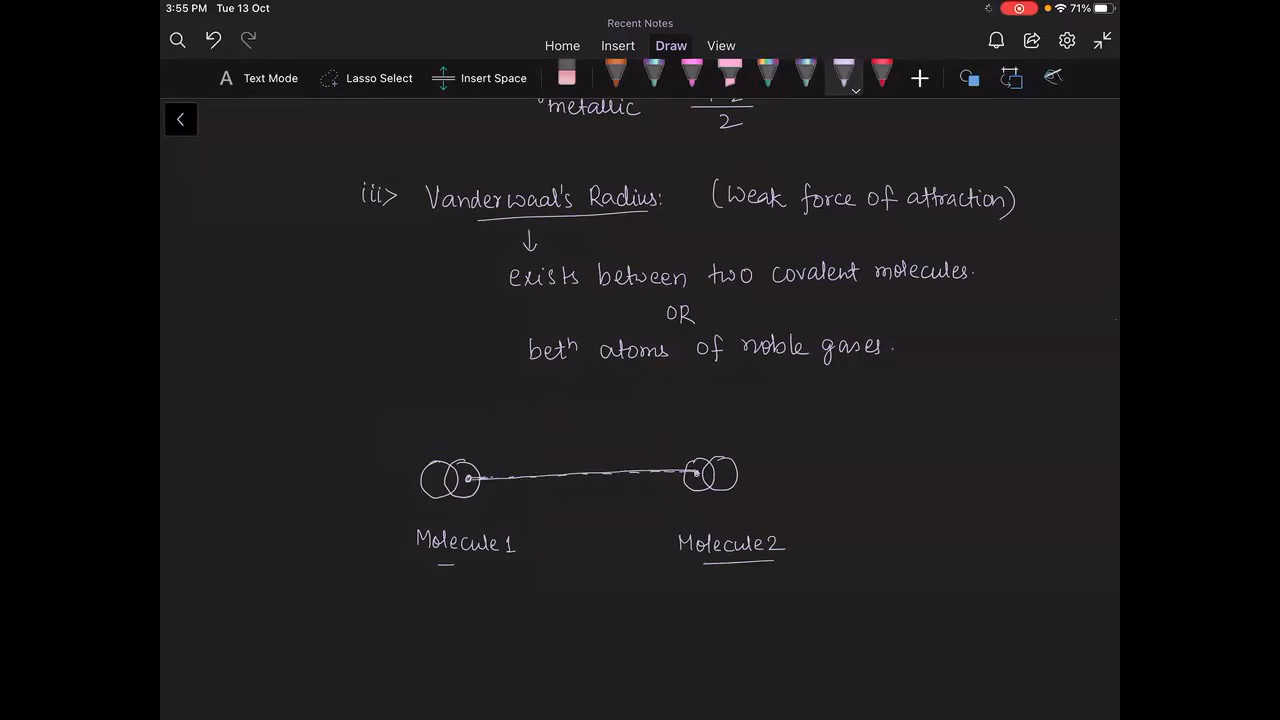 3:55 PM Tue 13 Oct
71%
Recent Notes
Home Insert Draw View
Text Mode Lasso Select Insert Space
metallic
2
iii> Vanderwaal's Radius: (Weak force of attraction)
↓
exists between two covalent molecules.
OR
betⁿ atoms of noble gases.
Molecule 1 Molecule 2